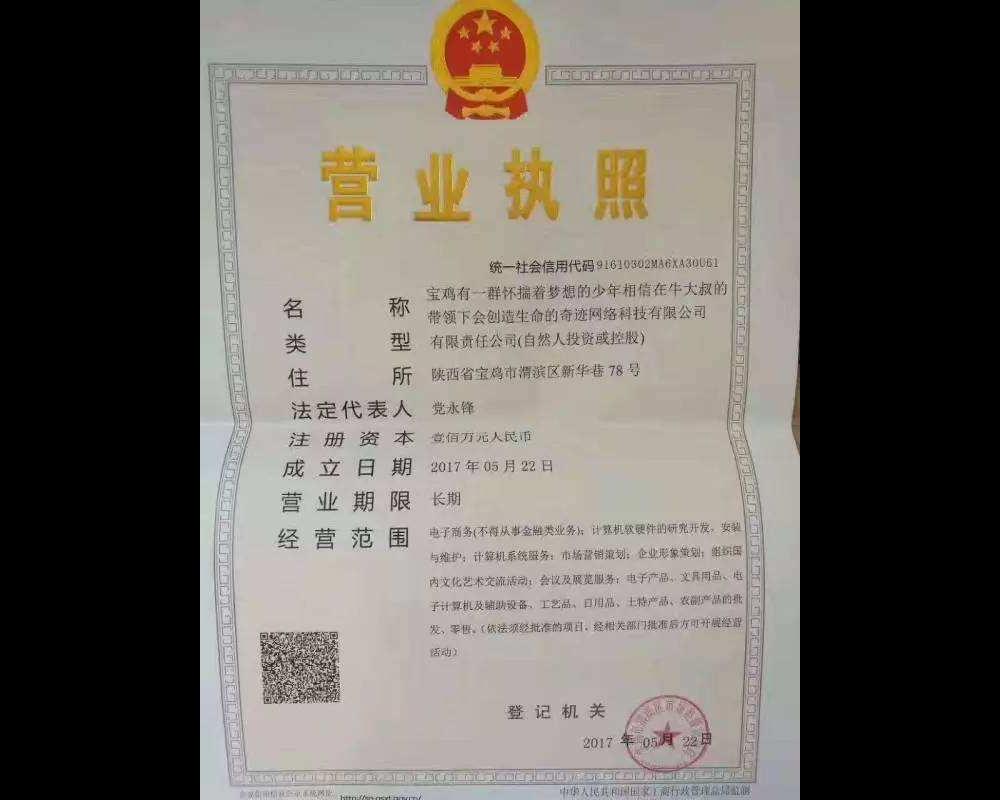 营业执照
统一社会信用代码 91610302MA6XA30U61
名称 宝鸡有一群怀揣着梦想的少年相信在牛大叔的
带领下会创造生命的奇迹网络科技有限公司
类型 有限责任公司(自然人投资或控股)
住所 陕西省宝鸡市渭滨区新华巷 78 号
法定代表人 党永锋
注册资本 壹佰万元人民币
成立日期 2017 年 05 月 22 日
营业期限 长期
经营范围 电子商务(不得从事金融类业务)；计算机软硬件的研究开发、安装
与维护；计算机系统服务；市场营销策划；企业形象策划；组织国
内文化艺术交流活动；会议及展览服务；电子产品、文具用品、电
子计算机及辅助设备、工艺品、日用品、土特产品、农副产品的批
发、零售。(依法须经批准的项目，经相关部门批准后方可开展经营
活动)
登记机关
2017 年 05 月 22 日
企业信用信息公示系统网址：
中华人民共和国国家工商行政管理总局监制